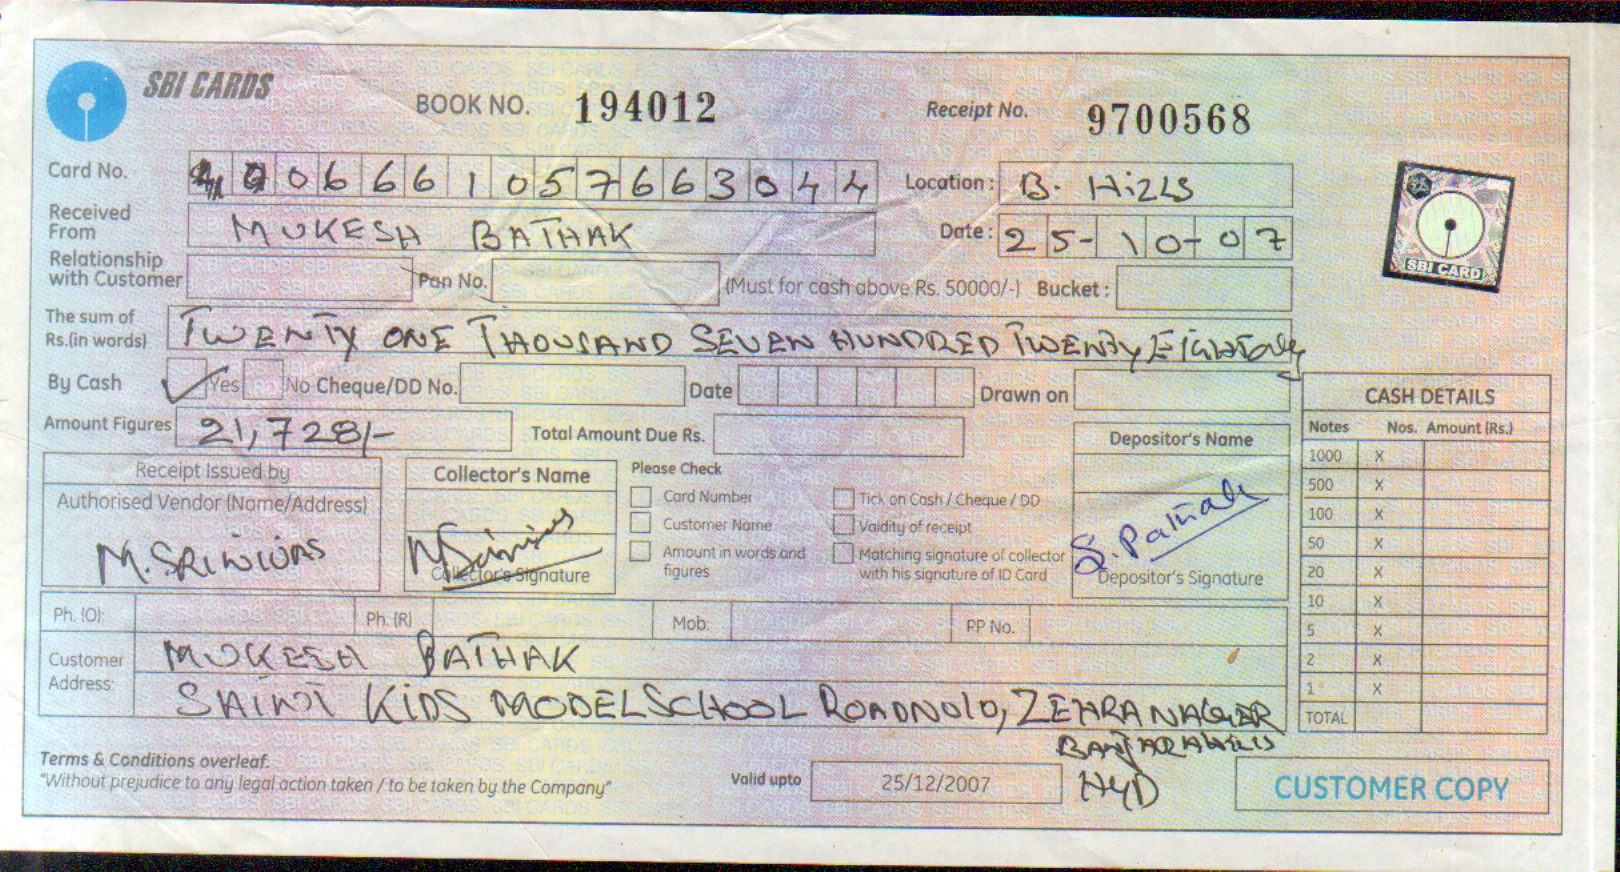 SBI CARDS
BOOK NO. 194012 Receipt No. 9700568
Card No. 0 6 6 6 1 0 5 7 6 6 3 0 4 4 Location : B. Hills
Received From MUKESH BATHAK Date : 25-10-07
Relationship with Customer Pan No. (Must for cash above Rs. 50000/-) Bucket :
The sum of Rs.(in words) TWENTY ONE THOUSAND SEVEN HUNDRED TWENTY Eight only
By Cash Yes No Cheque/DD No. Date Drawn on
Amount Figures 21,728/- Total Amount Due Rs.
Receipt Issued by
Authorised Vendor (Name/Address)
M. SRINIVAS
Collector's Name
M Srinivas
Collector's Signature
Please Check
Card Number
Customer Name
Amount in words and figures
Tick on Cash / Cheque / DD
Validity of receipt
Matching signature of collector
with his signature of ID Card
Depositor's Name
S. Pathak
Depositor's Signature
CASH DETAILS
Notes Nos. Amount (Rs.)
1000 X
500 X
100 X
50 X
20 X
10 X
5 X
2 X
1 X
TOTAL
SBI CARD
Ph. (O): Ph. (R) Mob: PP No.
Customer Address: MUKESH BATHAK
SAINT KIDS MODEL SCHOOL ROADNO10, ZEHRA NAGER
BANJARAHILLS
HYD
Terms & Conditions overleaf.
"Without prejudice to any legal action taken / to be taken by the Company"
Valid upto 25/12/2007
CUSTOMER COPY